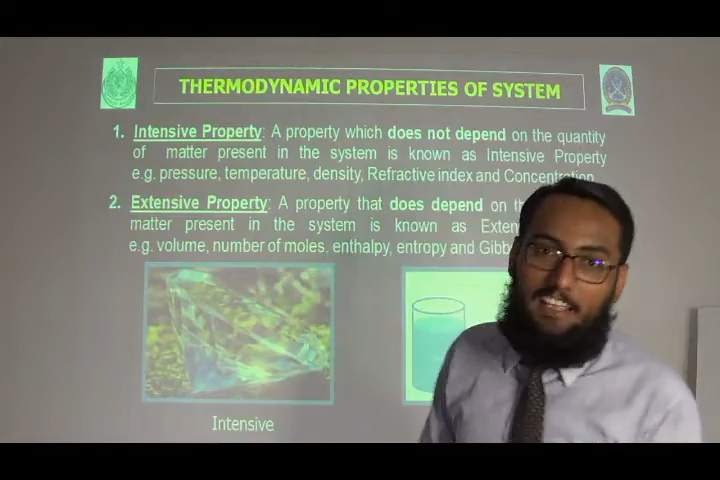 THERMODYNAMIC PROPERTIES OF SYSTEM
1. Intensive Property: A property which does not depend on the quantity
of matter present in the system is known as Intensive Property
e.g. pressure, temperature, density, Refractive index and Concentration
2. Extensive Property: A property that does depend on
matter present in the system is known as
e.g. volume, number of moles, enthalpy, entropy and
Intensive